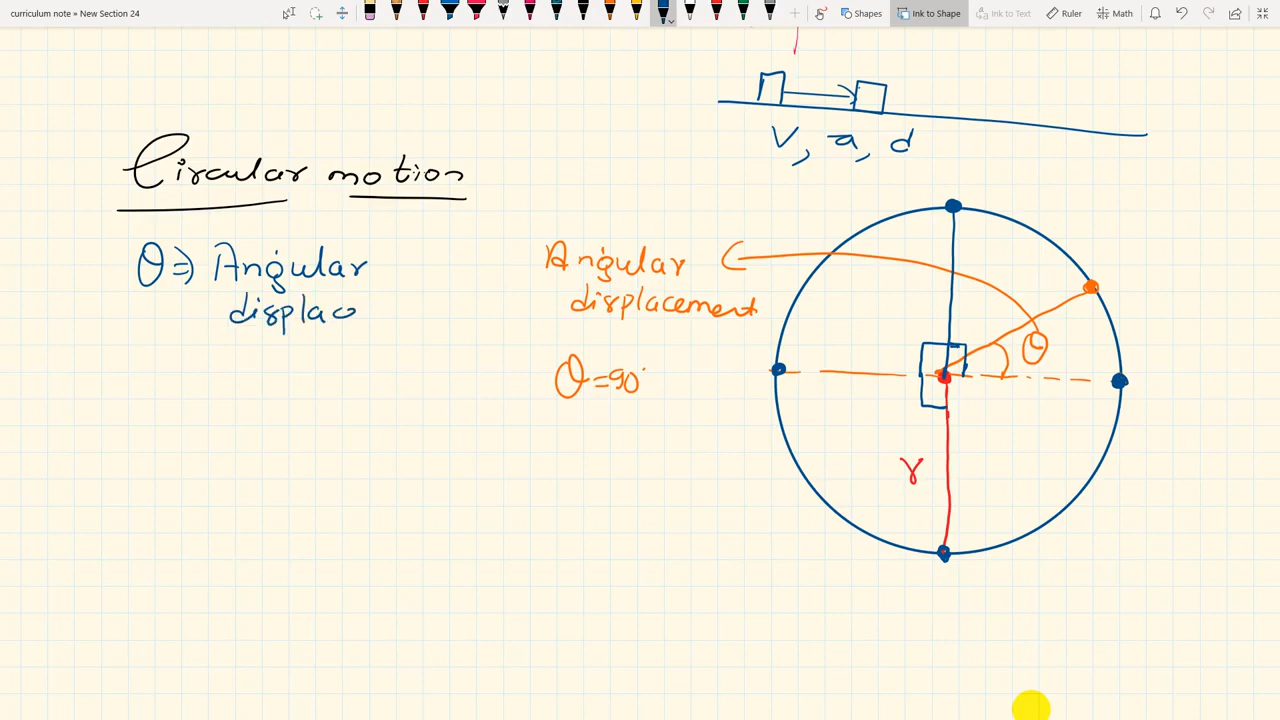 curriculum note » New Section 24
Shapes
Ink to Shape
Ink to Text
Ruler
Math
V, a, d
Circular motion
θ ⇒ Angular
displac
Angular
displacement
θ
θ = 90°
r